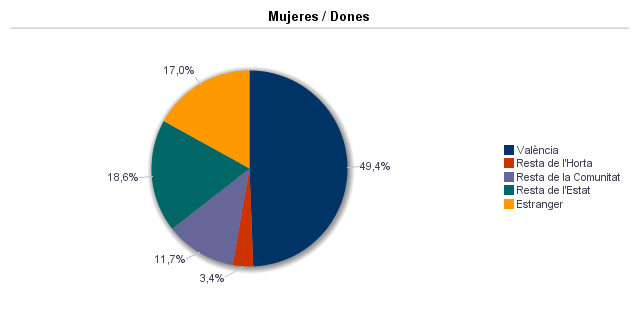 Mujeres / Dones
17,0%
49,4%
18,6%
11,7%
3,4%
València
Resta de l'Horta
Resta de la Comunitat
Resta de l'Estat
Estranger